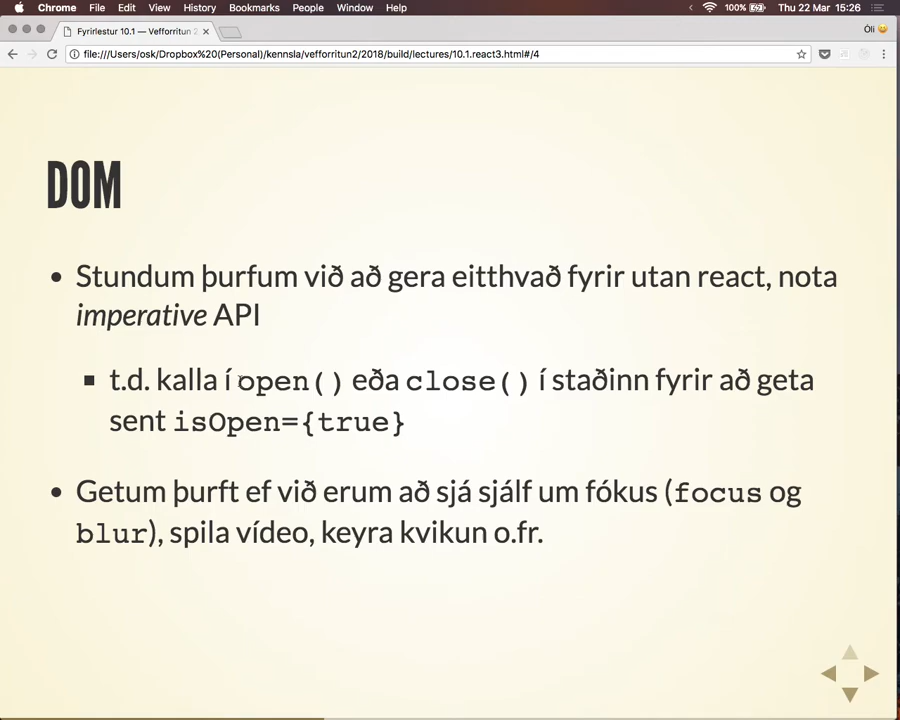 Chrome File Edit View History Bookmarks People Window Help 100% Thu 22 Mar 15:26
Fyrirlestur 10.1 — Vefforritun 2 Óli
file:///Users/osk/Dropbox%20(Personal)/kennsla/vefforritun2/2018/build/lectures/10.1.react3.html#/4
DOM
• Stundum þurfum við að gera eitthvað fyrir utan react, nota
imperative API
▪ t.d. kalla í open() eða close() í staðinn fyrir að geta
sent isOpen={true}
• Getum þurft ef við erum að sjá sjálf um fókus (focus og
blur), spila vídeo, keyra kvikun o.fr.